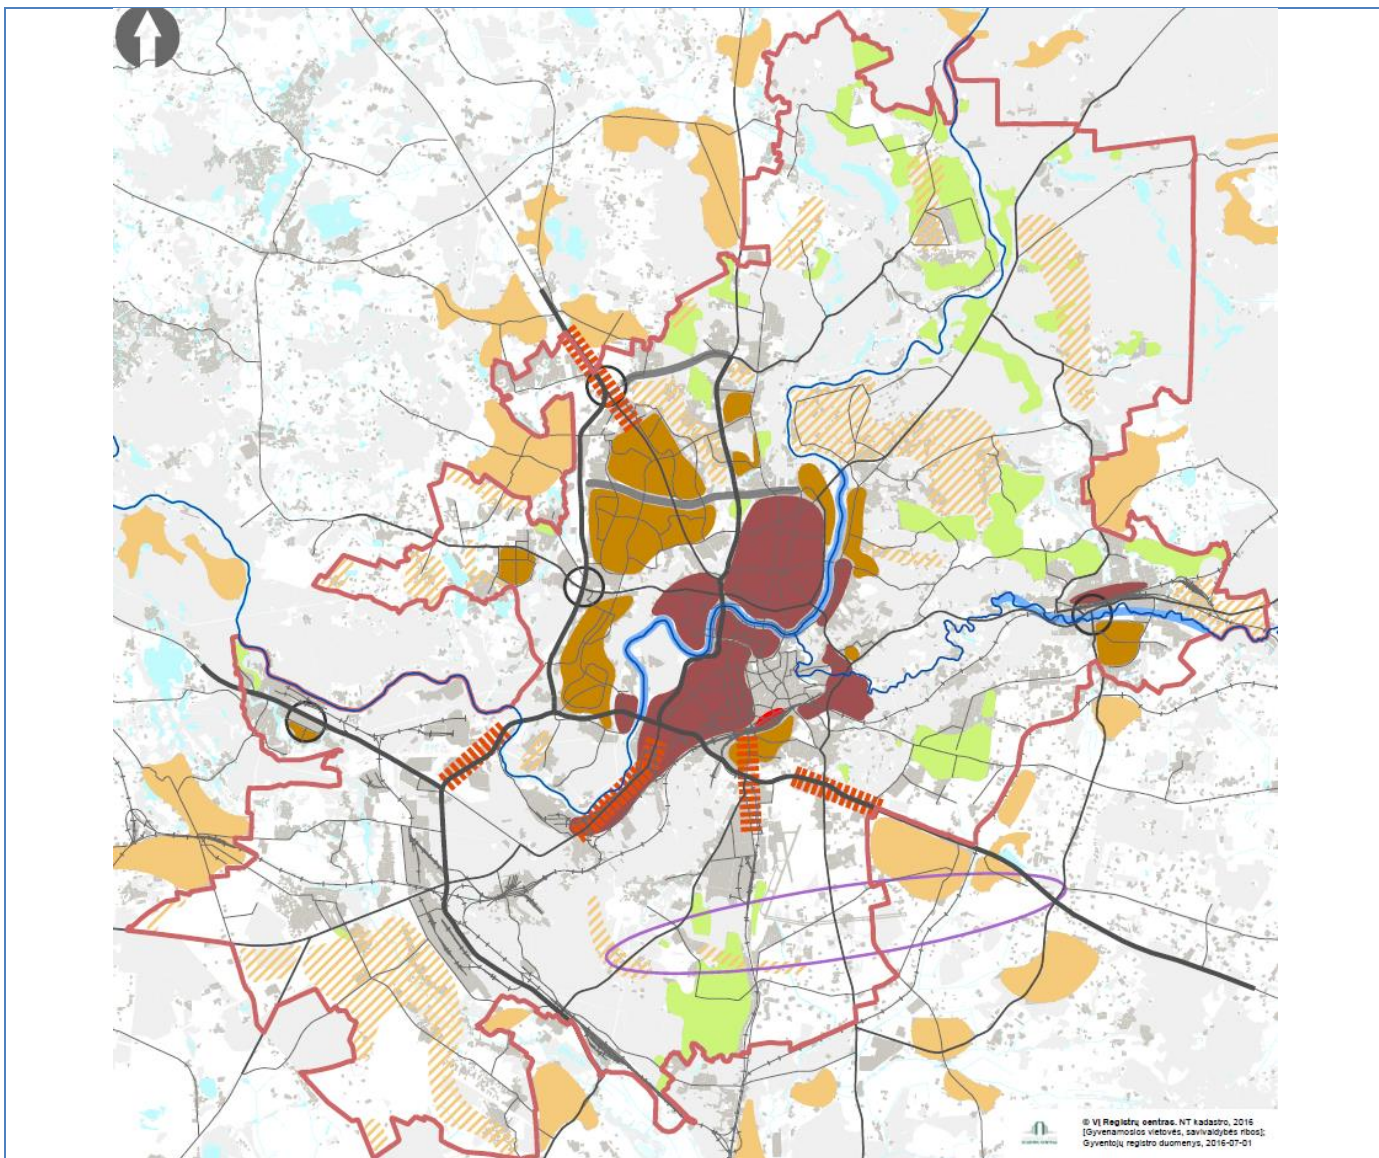 © VĮ Registrų centras. NT kadastro, 2016
[Gyvenamosios vietovės, savivaldybės ribos];
Gyventojų registro duomenys, 2016-07-01